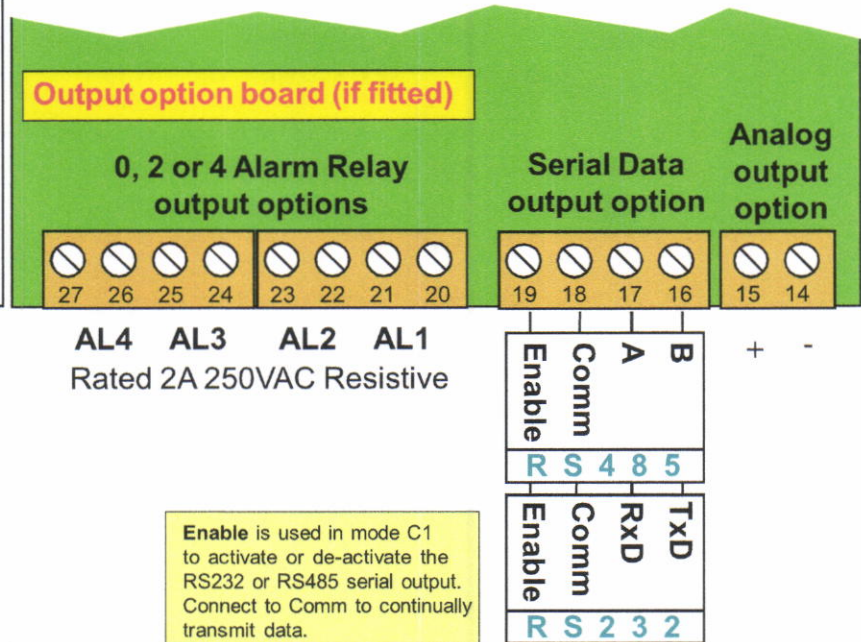 Output option board (if fitted)
0, 2 or 4 Alarm Relay
output options
Serial Data
output option
Analog
output
option
27 26 25 24 23 22 21 20
19 18 17 16
15 14
AL4 AL3 AL2 AL1
+ -
Rated 2A 250VAC Resistive
Enable Comm A B
RS485
Enable Comm RxD TxD
RS232
Enable is used in mode C1
to activate or de-activate the
RS232 or RS485 serial output.
Connect to Comm to continually
transmit data.